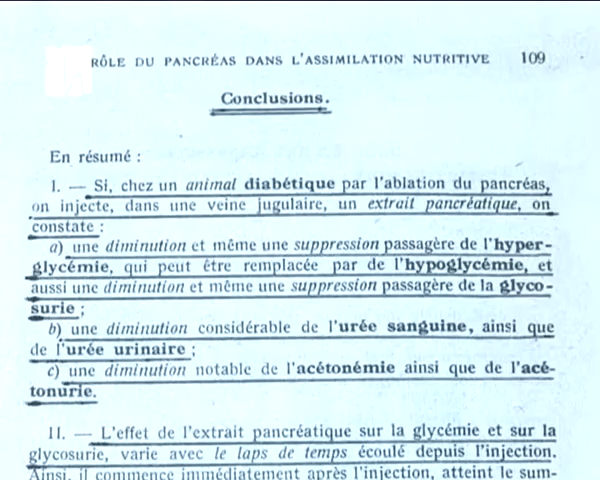 RÔLE DU PANCRÉAS DANS L'ASSIMILATION NUTRITIVE 109
Conclusions.
En résumé :
I. — Si, chez un animal diabétique par l'ablation du pancréas,
on injecte, dans une veine jugulaire, un extrait pancréatique, on
constate :
a) une diminution et même une suppression passagère de l'hyper-
glycémie, qui peut être remplacée par de l'hypoglycémie, et
aussi une diminution et même une suppression passagère de la glyco-
surie ;
b) une diminution considérable de l'urée sanguine, ainsi que
de l'urée urinaire ;
c) une diminution notable de l'acétonémie ainsi que de l'acé-
tonurie.
II. — L'effet de l'extrait pancréatique sur la glycémie et sur la
glycosurie, varie avec le laps de temps écoulé depuis l'injection.
Ainsi, il commence immédiatement après l'injection, atteint le sum-